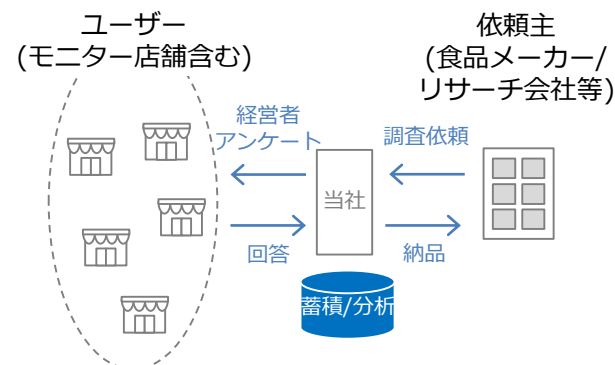 ユーザー
(モニター店舗含む)
依頼主
(食品メーカー/
リサーチ会社等)
経営者
アンケート
調査依頼
当社
回答
納品
蓄積/分析